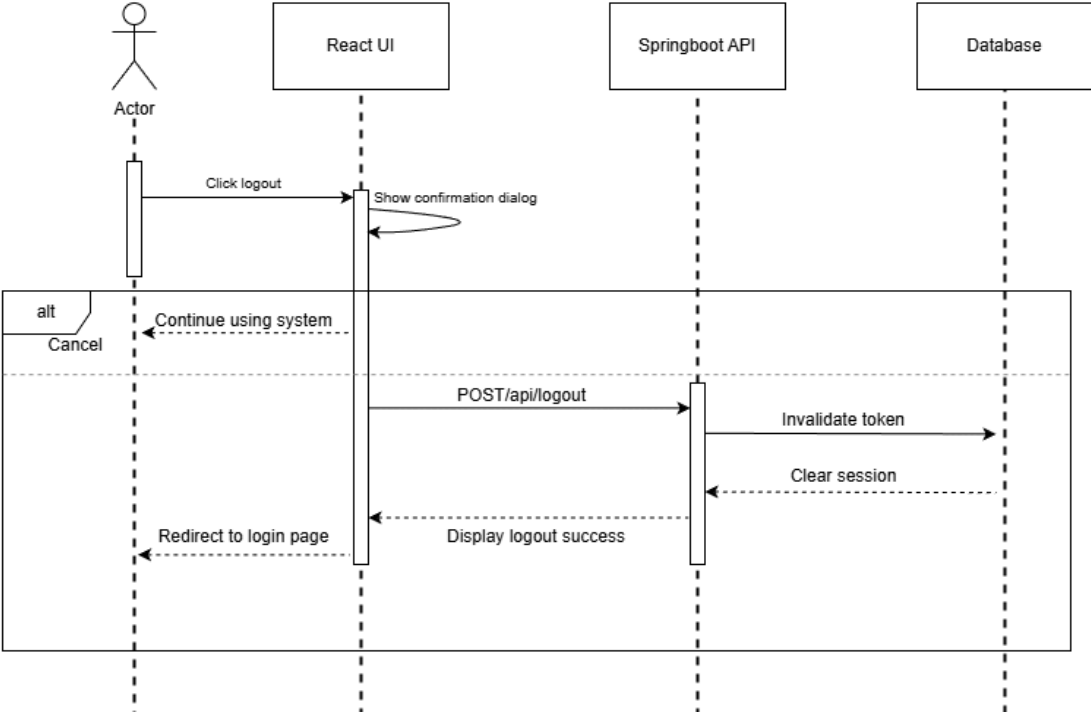 React UI
Springboot API
Database
Actor
Click logout
Show confirmation dialog
alt
Continue using system
Cancel
POST/api/logout
Invalidate token
Clear session
Redirect to login page
Display logout success